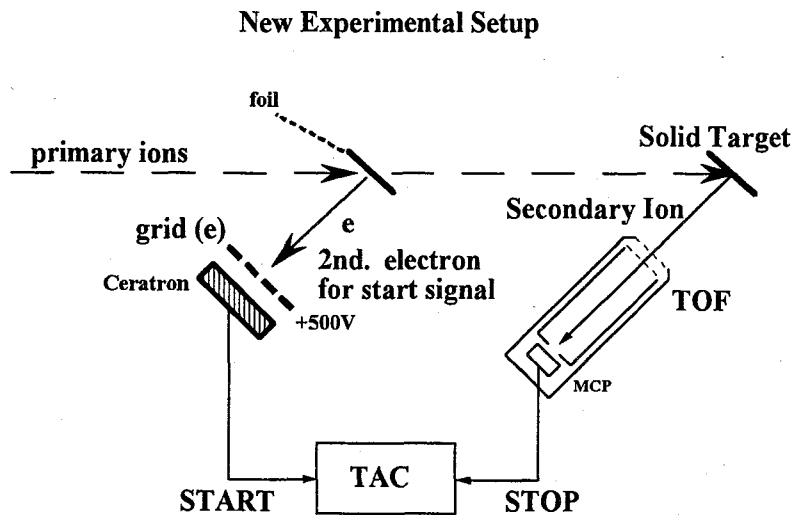 New Experimental Setup
foil
primary ions
Solid Target
e
Secondary Ion
grid (e)
2nd. electron
for start signal
Ceratron
+500V
TOF
MCP
TAC
START
STOP